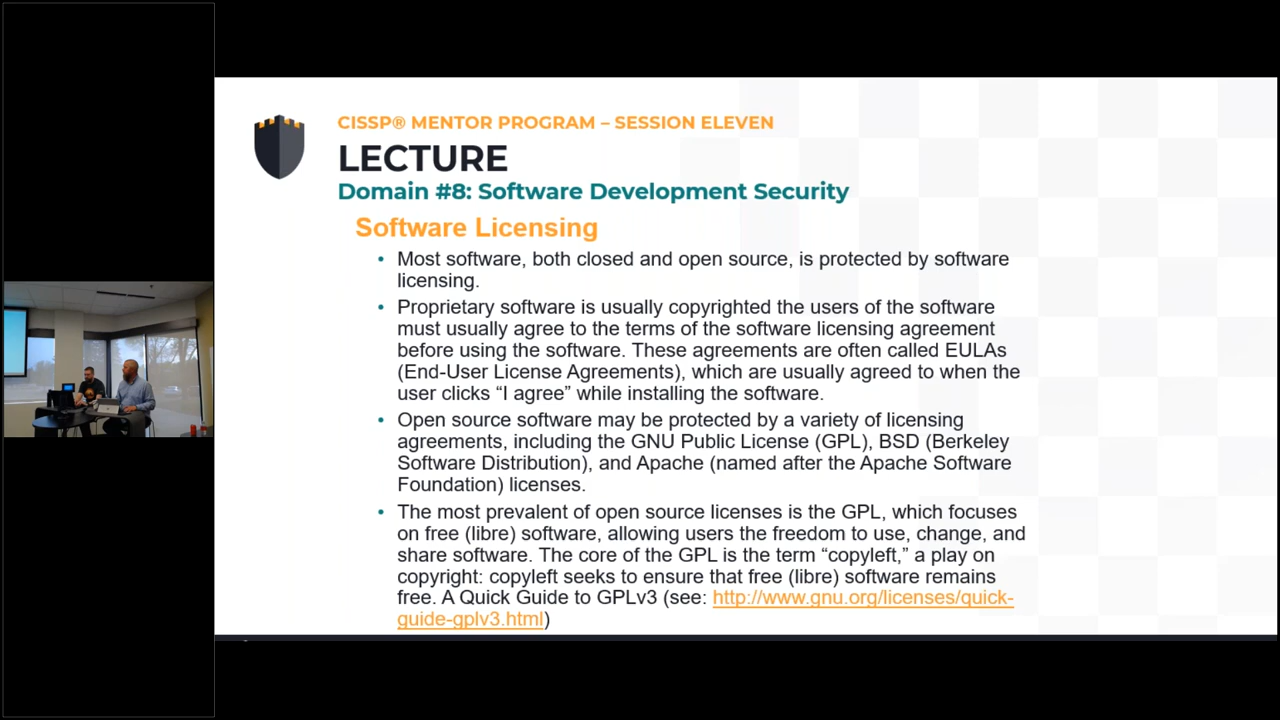 CISSP® MENTOR PROGRAM – SESSION ELEVEN
LECTURE
Domain #8: Software Development Security
Software Licensing
• Most software, both closed and open source, is protected by software
licensing.
• Proprietary software is usually copyrighted the users of the software
must usually agree to the terms of the software licensing agreement
before using the software. These agreements are often called EULAs
(End-User License Agreements), which are usually agreed to when the
user clicks “I agree” while installing the software.
• Open source software may be protected by a variety of licensing
agreements, including the GNU Public License (GPL), BSD (Berkeley
Software Distribution), and Apache (named after the Apache Software
Foundation) licenses.
• The most prevalent of open source licenses is the GPL, which focuses
on free (libre) software, allowing users the freedom to use, change, and
share software. The core of the GPL is the term “copyleft,” a play on
copyright: copyleft seeks to ensure that free (libre) software remains
free. A Quick Guide to GPLv3 (see: http://www.gnu.org/licenses/quick-
guide-gplv3.html)